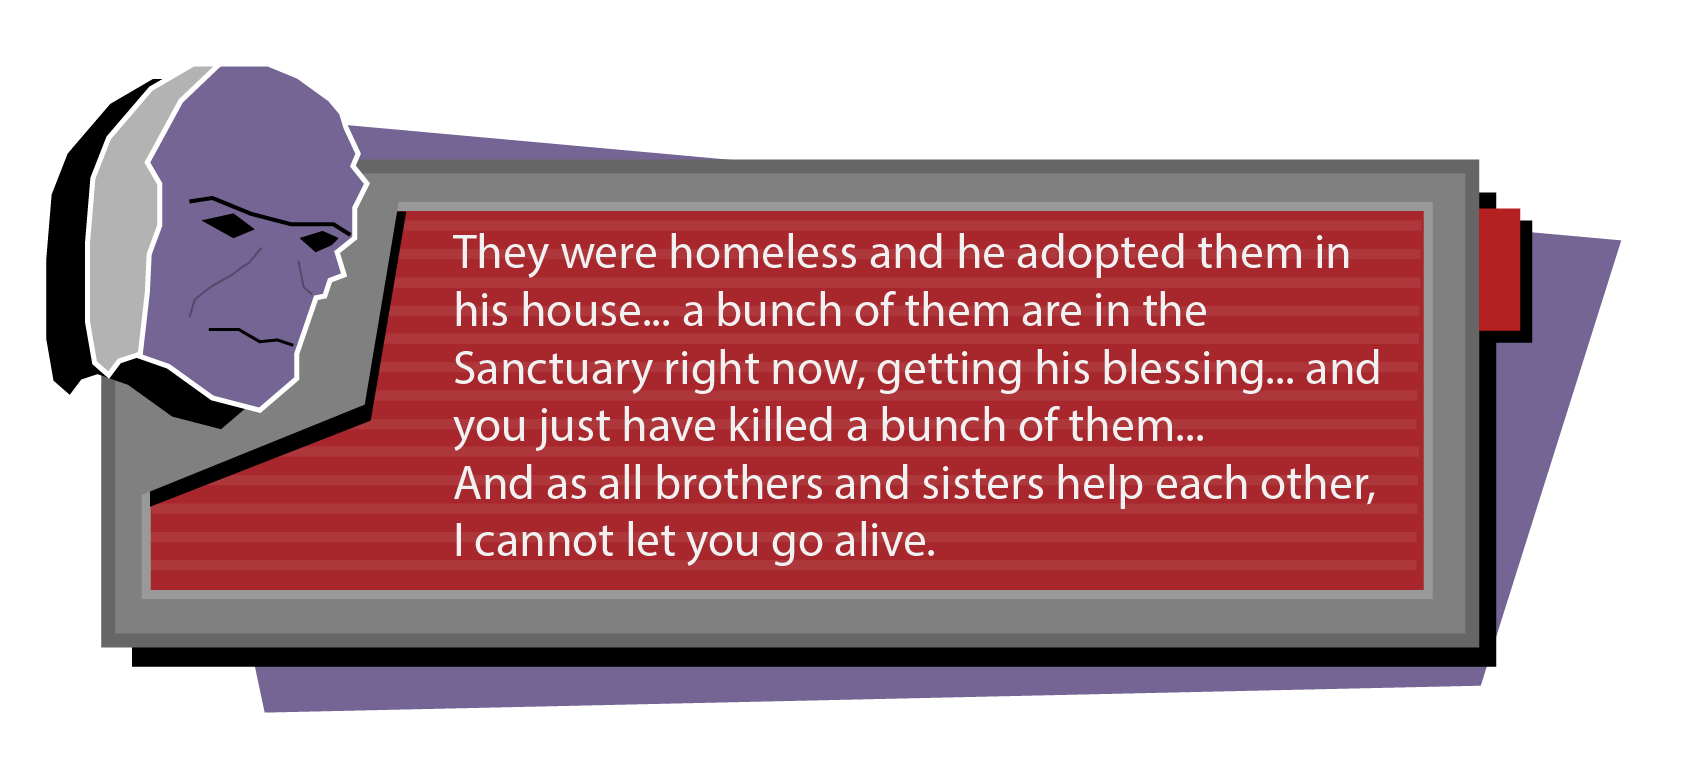 They were homeless and he adopted them in
his house... a bunch of them are in the
Sanctuary right now, getting his blessing... and
you just have killed a bunch of them...
And as all brothers and sisters help each other,
I cannot let you go alive.